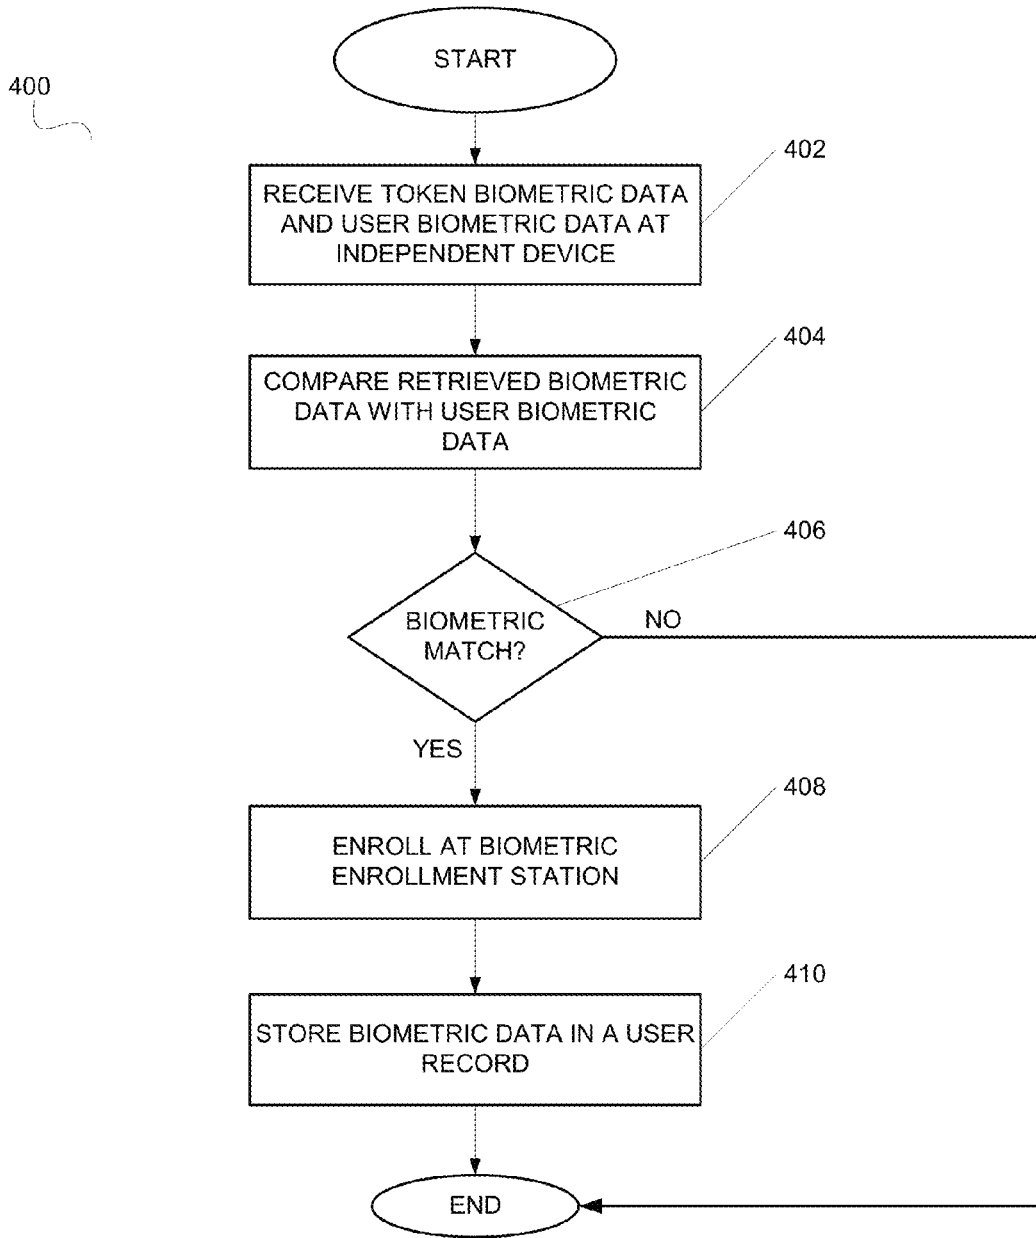 START
400
402
RECEIVE TOKEN BIOMETRIC DATA
AND USER BIOMETRIC DATA AT
INDEPENDENT DEVICE
404
COMPARE RETRIEVED BIOMETRIC
DATA WITH USER BIOMETRIC
DATA
406
BIOMETRIC
MATCH?
NO
YES
408
ENROLL AT BIOMETRIC
ENROLLMENT STATION
410
STORE BIOMETRIC DATA IN A USER
RECORD
END